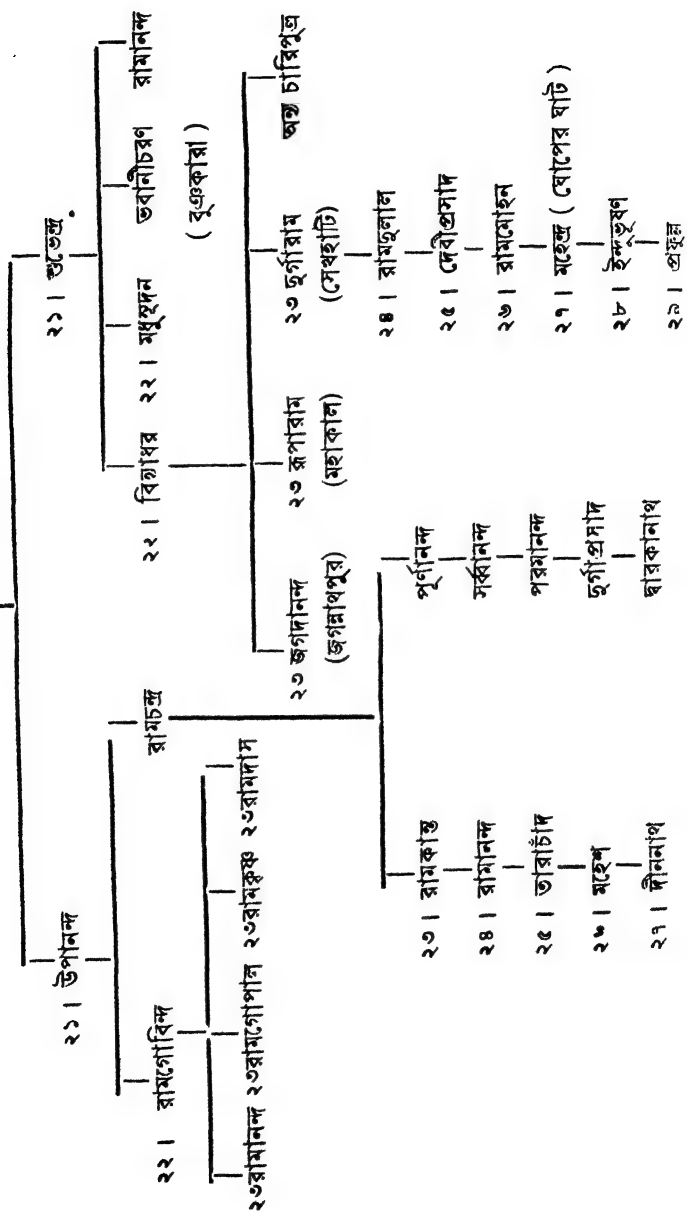 ২১। উপানন্দ ২১। শুভেন্দ্র
২২। রামগোবিন্দ রামচন্দ্র ২২। বিদ্যাধর ২২। মধুসূদন ভবানীচরণ রামানন্দ
( বুঞকারা )
২৩রামানন্দ ২৩রামগোপাল ২৩রামকৃষ্ণ ২৩রামদাস
২৩ জগদানন্দ ২৩ রূপারাম ২৩ দুর্গারাম অন্য চারিপুত্র
(জগন্নাথপুর) (মহাকাল) (সেখহাটি)
২৩। রামকান্ত পূর্ণানন্দ ২৪। রামদুলাল
২৪। রামানন্দ সর্ব্বানন্দ ২৫। দেবীপ্রসাদ
২৫। তারাচাঁদ পরমানন্দ ২৬। রামমোহন
২৬। মহেশ দুর্গাপ্রসাদ ২৭। মহেন্দ্র ( ঘোপের ঘাট )
২৭। দীননাথ দ্বারকানাথ ২৮। ইন্দুভূষণ
২৯। প্রফুল্ল